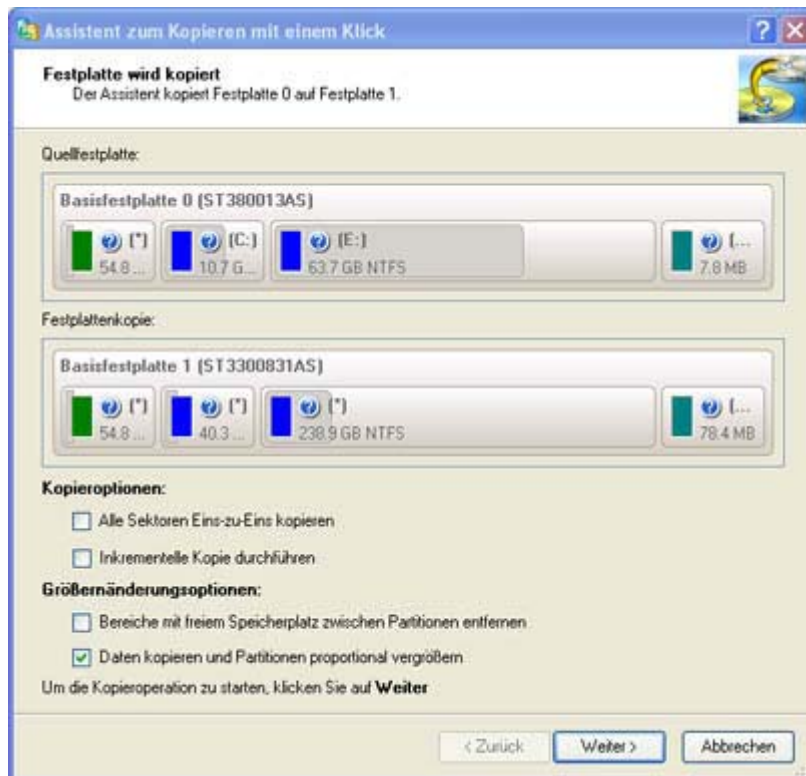 Assistent zum Kopieren mit einem Klick
Festplatte wird kopiert
Der Assistent kopiert Festplatte 0 auf Festplatte 1.
Quellfestplatte:
Basisfestplatte 0 (ST380013AS)
(*) (C:) (E:) (...
54.8 ... 10.7 G... 63.7 GB NTFS 7.8 MB
Festplattenkopie:
Basisfestplatte 1 (ST3300831AS)
(*) (*) (*) (...
54.8 ... 40.3 ... 238.9 GB NTFS 78.4 MB
Kopieroptionen:
Alle Sektoren Eins-zu-Eins kopieren
Inkrementelle Kopie durchführen
Größernänderungsoptionen:
Bereiche mit freiem Speicherplatz zwischen Partitionen entfernen
Daten kopieren und Partitionen proportional vergrößern
Um die Kopieroperation zu starten, klicken Sie auf Weiter
< Zurück Weiter > Abbrechen